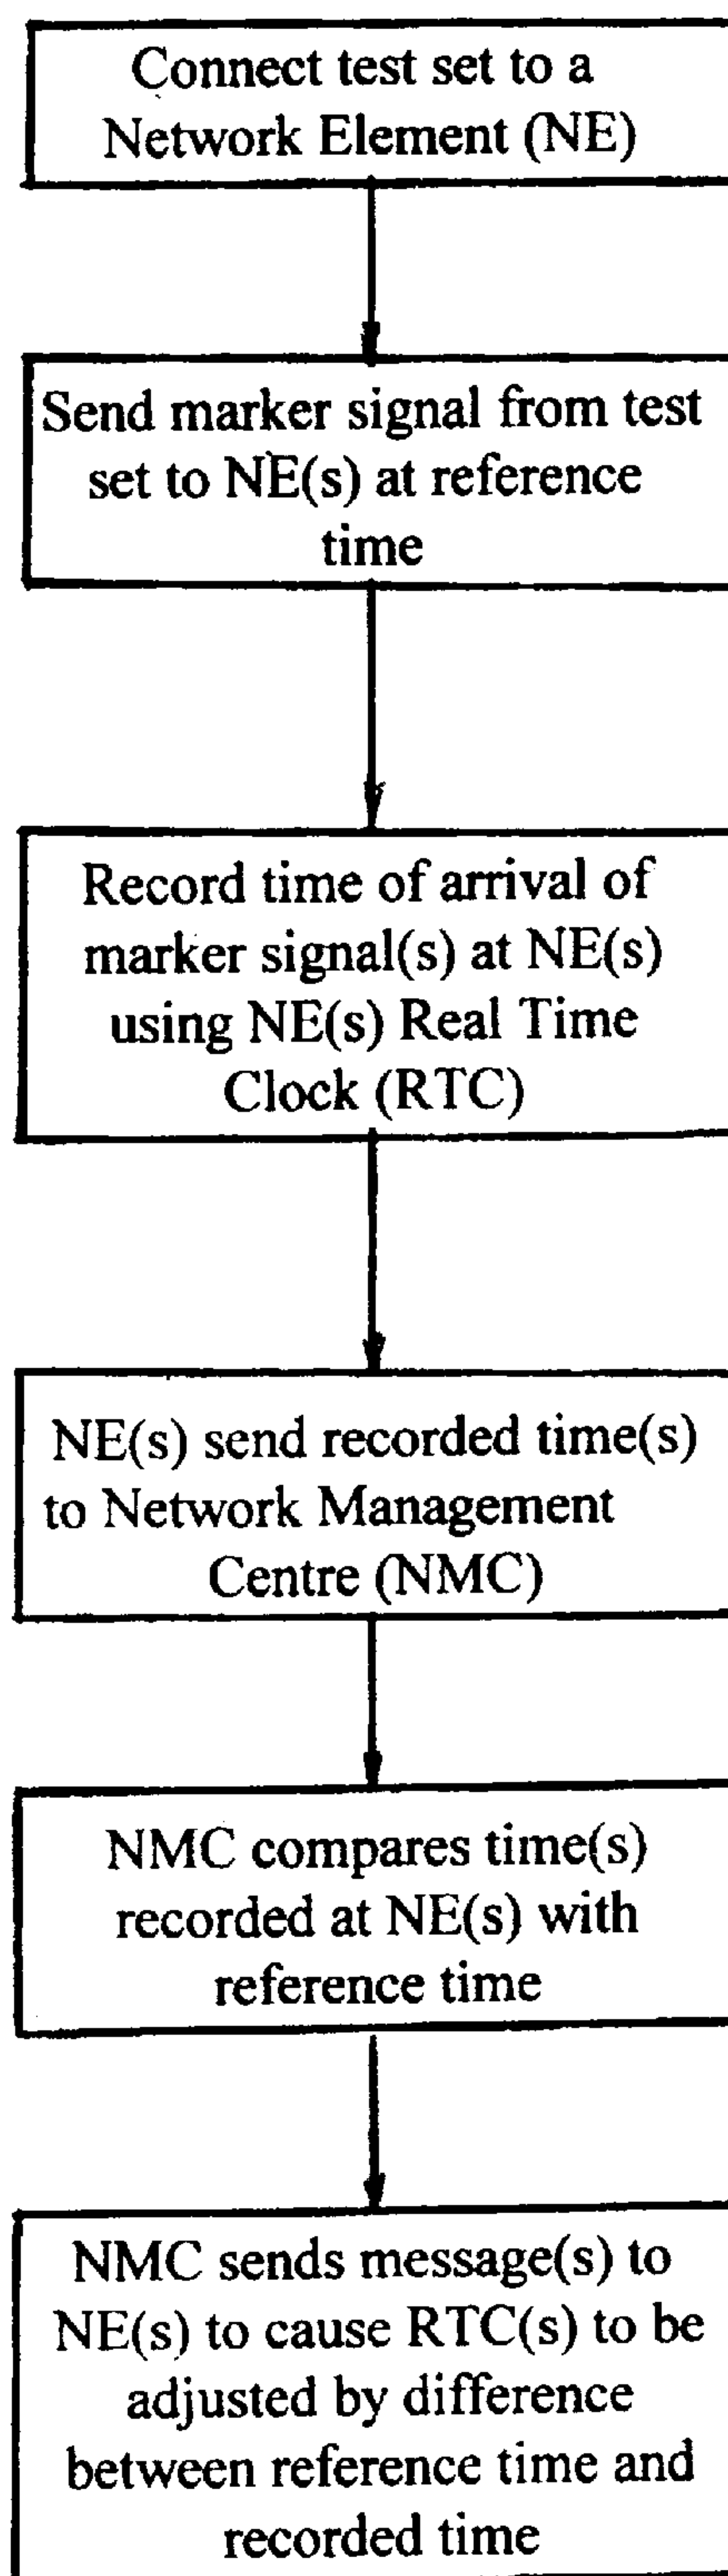 Connect test set to a
Network Element (NE)
Send marker signal from test
set to NE(s) at reference
time
Record time of arrival of
marker signal(s) at NE(s)
using NE(s) Real Time
Clock (RTC)
NE(s) send recorded time(s)
to Network Management
Centre (NMC)
NMC compares time(s)
recorded at NE(s) with
reference time
NMC sends message(s) to
NE(s) to cause RTC(s) to be
adjusted by difference
between reference time and
recorded time